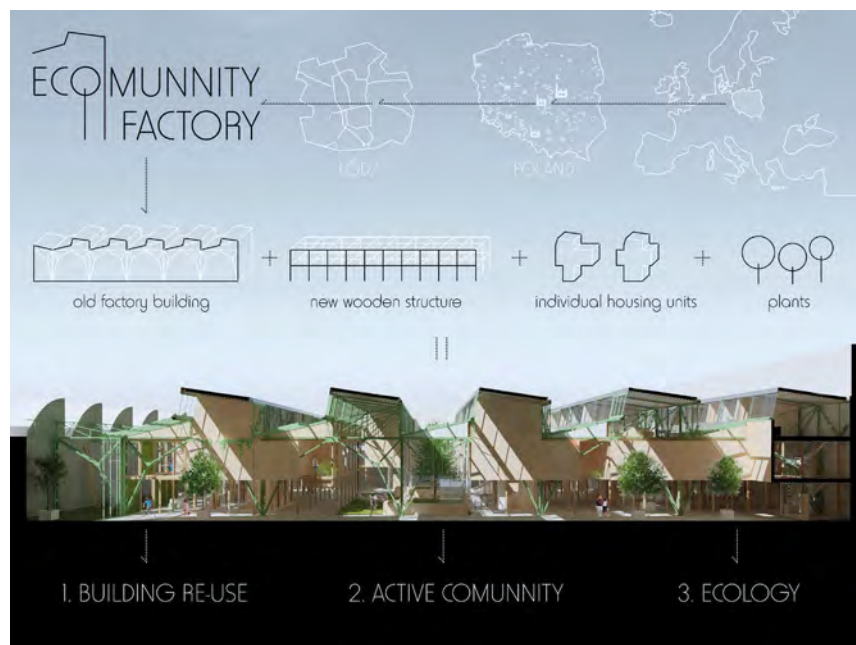 ECOMUNNITY
FACTORY
ŁÓDŹ
POLAND
old factory building
new wooden structure
individual housing units
plants
1. BUILDING RE-USE
2. ACTIVE COMUNNITY
3. ECOLOGY